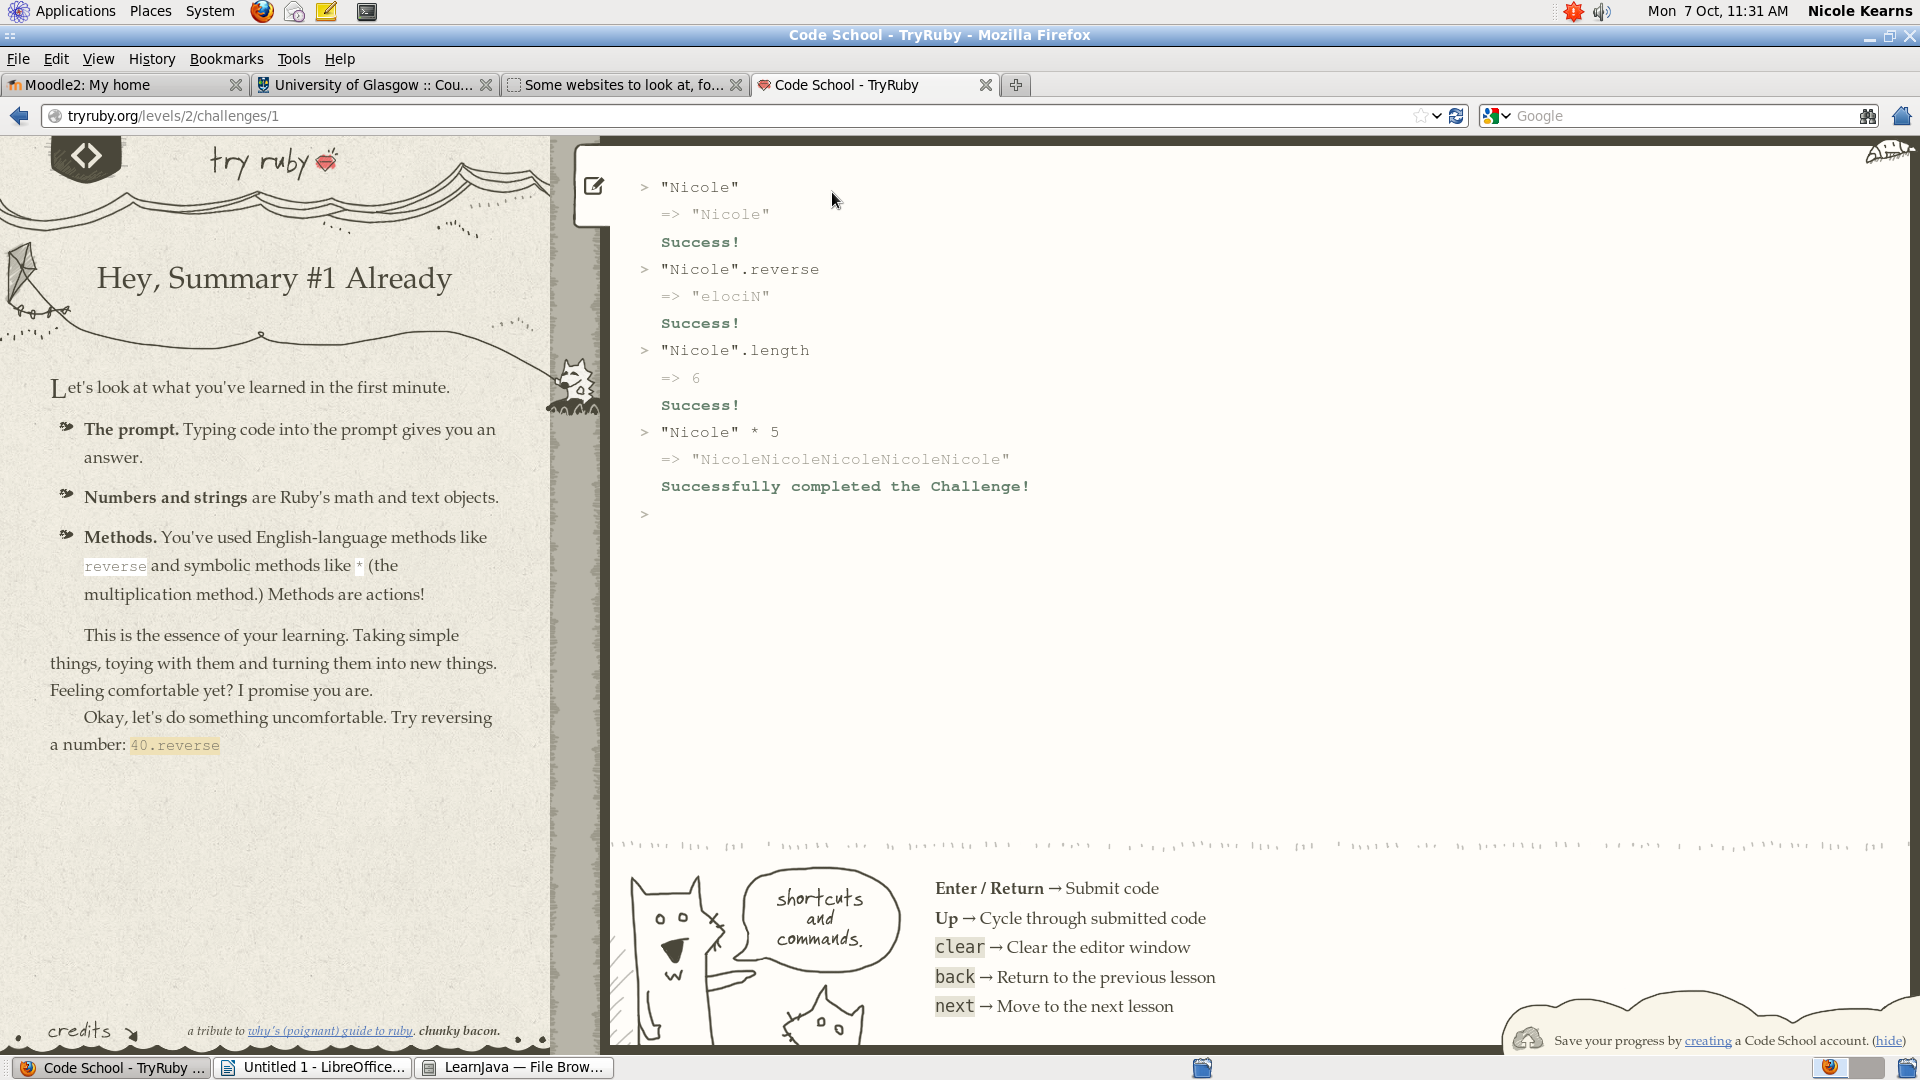 Applications Places System
Mon 7 Oct, 11:31 AM Nicole Kearns
Code School - TryRuby - Mozilla Firefox
File Edit View History Bookmarks Tools Help
Moodle2: My home
University of Glasgow :: Cou...
Some websites to look at, fo...
Code School - TryRuby
tryruby.org/levels/2/challenges/1
Google
try ruby
Hey, Summary #1 Already
Let's look at what you've learned in the first minute.
The prompt. Typing code into the prompt gives you an
answer.
Numbers and strings are Ruby's math and text objects.
Methods. You've used English-language methods like
reverse and symbolic methods like * (the
multiplication method.) Methods are actions!
This is the essence of your learning. Taking simple
things, toying with them and turning them into new things.
Feeling comfortable yet? I promise you are.
Okay, let's do something uncomfortable. Try reversing
a number: 40.reverse
credits
a tribute to why's (poignant) guide to ruby. chunky bacon.
> "Nicole"
=> "Nicole"
Success!
> "Nicole".reverse
=> "elociN"
Success!
> "Nicole".length
=> 6
Success!
> "Nicole" * 5
=> "NicoleNicoleNicoleNicoleNicole"
Successfully completed the Challenge!
>
shortcuts
and
commands.
Enter / Return → Submit code
Up → Cycle through submitted code
clear → Clear the editor window
back → Return to the previous lesson
next → Move to the next lesson
Save your progress by creating a Code School account. (hide)
Code School - TryRuby ...
Untitled 1 - LibreOffice...
LearnJava — File Brow...